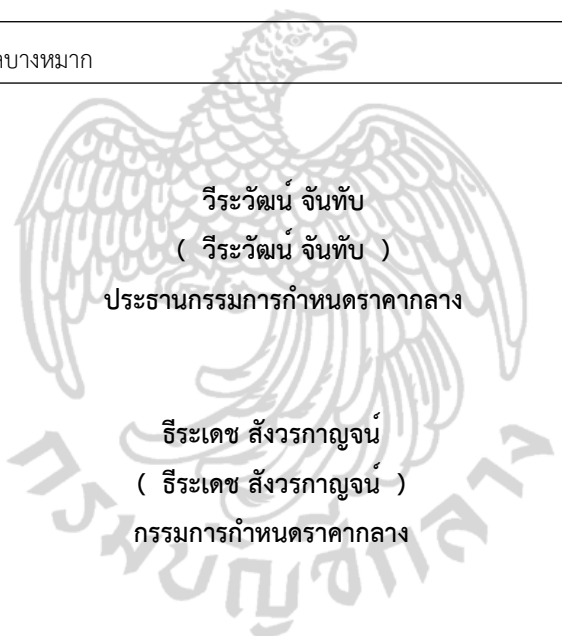 บางหมาก
วีระวัฒน์ จันทับ
( วีระวัฒน์ จันทับ )
ประธานกรรมการกำหนดราคากลาง
ธีระเดช สังวรกาญจน์
( ธีระเดช สังวรกาญจน์ )
กรรมการกำหนดราคากลาง
กรมบัญชีกลาง